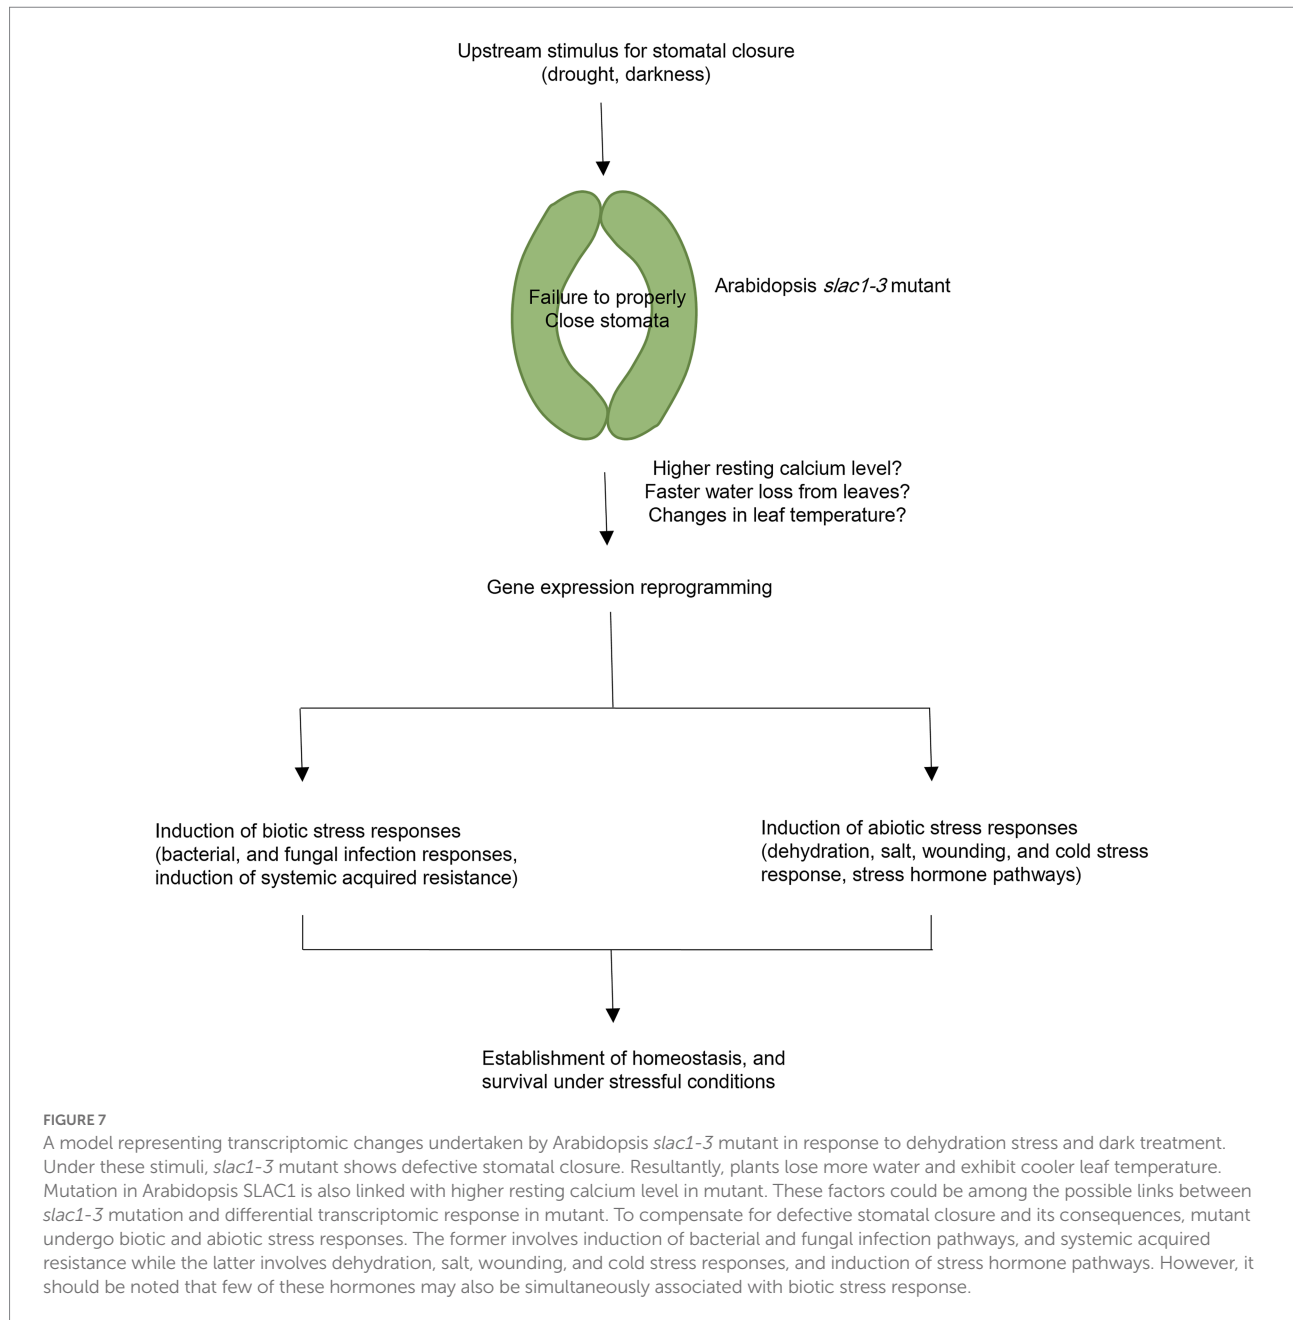 Upstream stimulus for stomatal closure
(drought, darkness)
Failure to properly
Close stomata
Arabidopsis slac1-3 mutant
Higher resting calcium level?
Faster water loss from leaves?
Changes in leaf temperature?
Gene expression reprogramming
Induction of biotic stress responses
(bacterial, and fungal infection responses,
induction of systemic acquired resistance)
Induction of abiotic stress responses
(dehydration, salt, wounding, and cold stress
response, stress hormone pathways)
Establishment of homeostasis, and
survival under stressful conditions
FIGURE 7
A model representing transcriptomic changes undertaken by Arabidopsis slac1-3 mutant in response to dehydration stress and dark treatment.
Under these stimuli, slac1-3 mutant shows defective stomatal closure. Resultantly, plants lose more water and exhibit cooler leaf temperature.
Mutation in Arabidopsis SLAC1 is also linked with higher resting calcium level in mutant. These factors could be among the possible links between
slac1-3 mutation and differential transcriptomic response in mutant. To compensate for defective stomatal closure and its consequences, mutant
undergo biotic and abiotic stress responses. The former involves induction of bacterial and fungal infection pathways, and systemic acquired
resistance while the latter involves dehydration, salt, wounding, and cold stress responses, and induction of stress hormone pathways. However, it
should be noted that few of these hormones may also be simultaneously associated with biotic stress response.